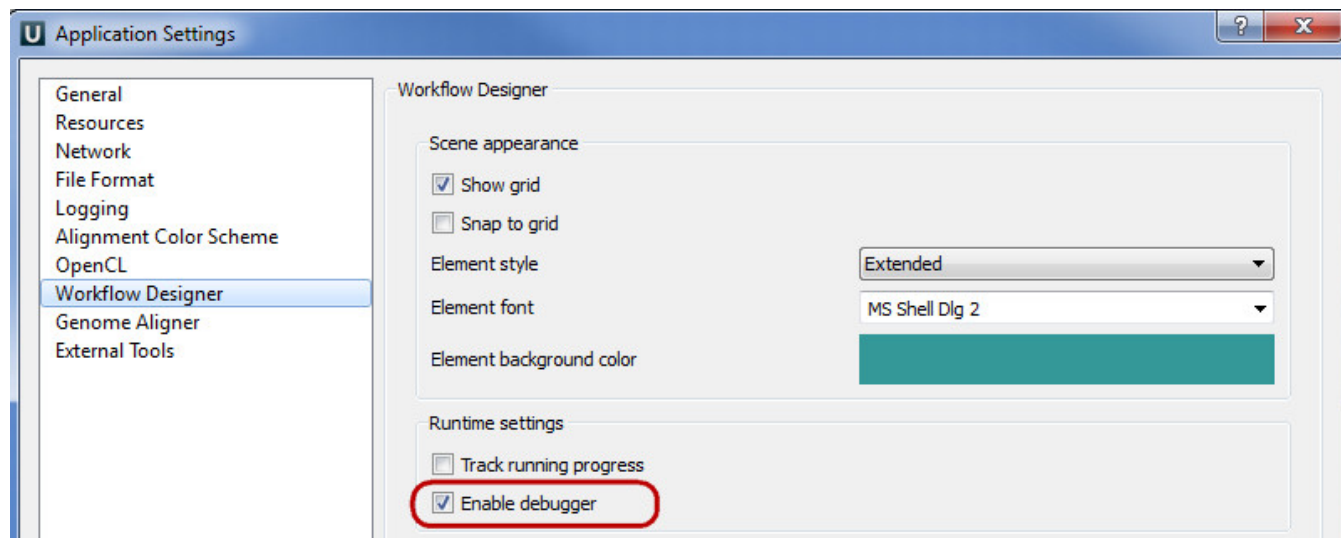 U Application Settings
?
X
General
Resources
Network
File Format
Logging
Alignment Color Scheme
OpenCL
Workflow Designer
Genome Aligner
External Tools
Workflow Designer
Scene appearance
Show grid
Snap to grid
Element style Extended
Element font MS Shell Dlg 2
Element background color
Runtime settings
Track running progress
Enable debugger